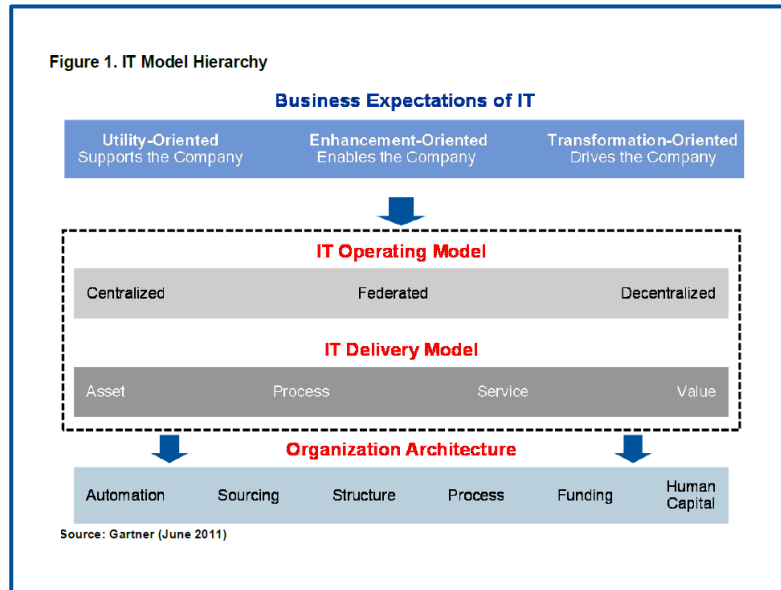 Figure 1. IT Model Hierarchy
Business Expectations of IT
Utility-Oriented Enhancement-Oriented Transformation-Oriented
Supports the Company Enables the Company Drives the Company
IT Operating Model
Centralized Federated Decentralized
IT Delivery Model
Asset Process Service Value
Organization Architecture
Automation Sourcing Structure Process Funding Human Capital
Source: Gartner (June 2011)